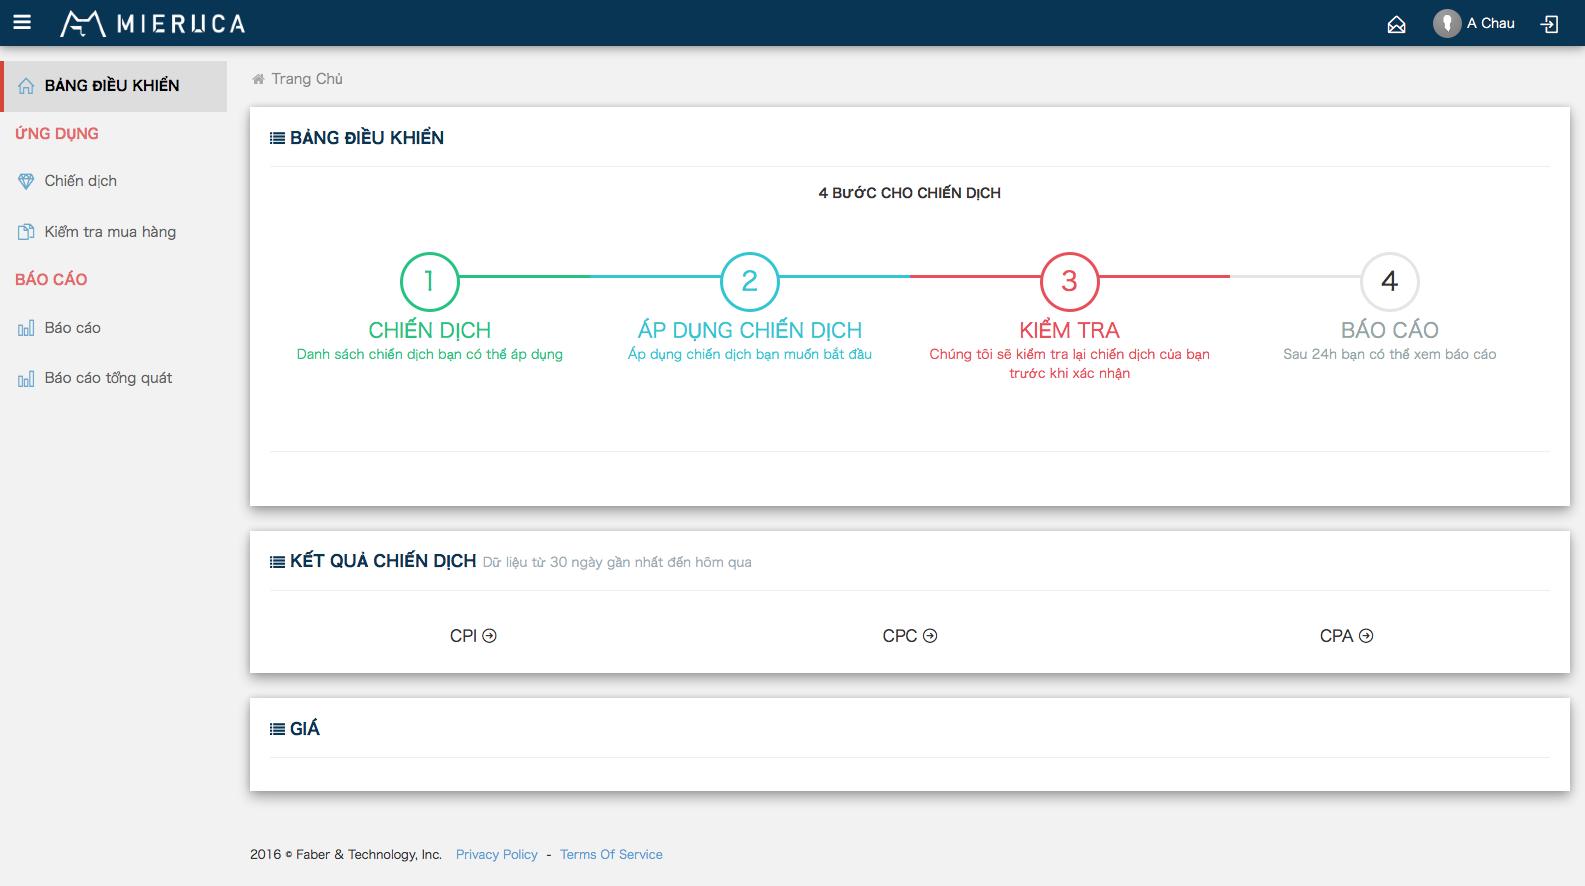 MIERUCA
A Chau
BẢNG ĐIỀU KHIỂN
ỨNG DỤNG
Chiến dịch
Kiểm tra mua hàng
BÁO CÁO
Báo cáo
Báo cáo tổng quát
Trang Chủ
BẢNG ĐIỀU KHIỂN
4 BƯỚC CHO CHIẾN DỊCH
1
2
3
4
CHIẾN DỊCH
ÁP DỤNG CHIẾN DỊCH
KIỂM TRA
BÁO CÁO
Danh sách chiến dịch bạn có thể áp dụng
Áp dụng chiến dịch bạn muốn bắt đầu
Chúng tôi sẽ kiểm tra lại chiến dịch của bạn
trước khi xác nhận
Sau 24h bạn có thể xem báo cáo
KẾT QUẢ CHIẾN DỊCH Dữ liệu từ 30 ngày gần nhất đến hôm qua
CPI
CPC
CPA
GIÁ
2016 © Faber & Technology, Inc. Privacy Policy - Terms Of Service